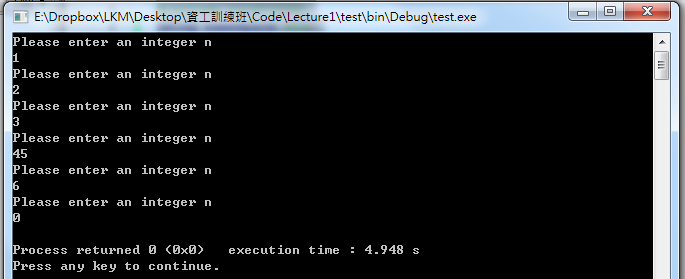 E:\Dropbox\LKM\Desktop\資工訓練班\Code\Lecture1\test\bin\Debug\test.exe
Please enter an integer n
1
Please enter an integer n
2
Please enter an integer n
3
Please enter an integer n
45
Please enter an integer n
6
Please enter an integer n
0
Process returned 0 (0x0)   execution time : 4.948 s
Press any key to continue.